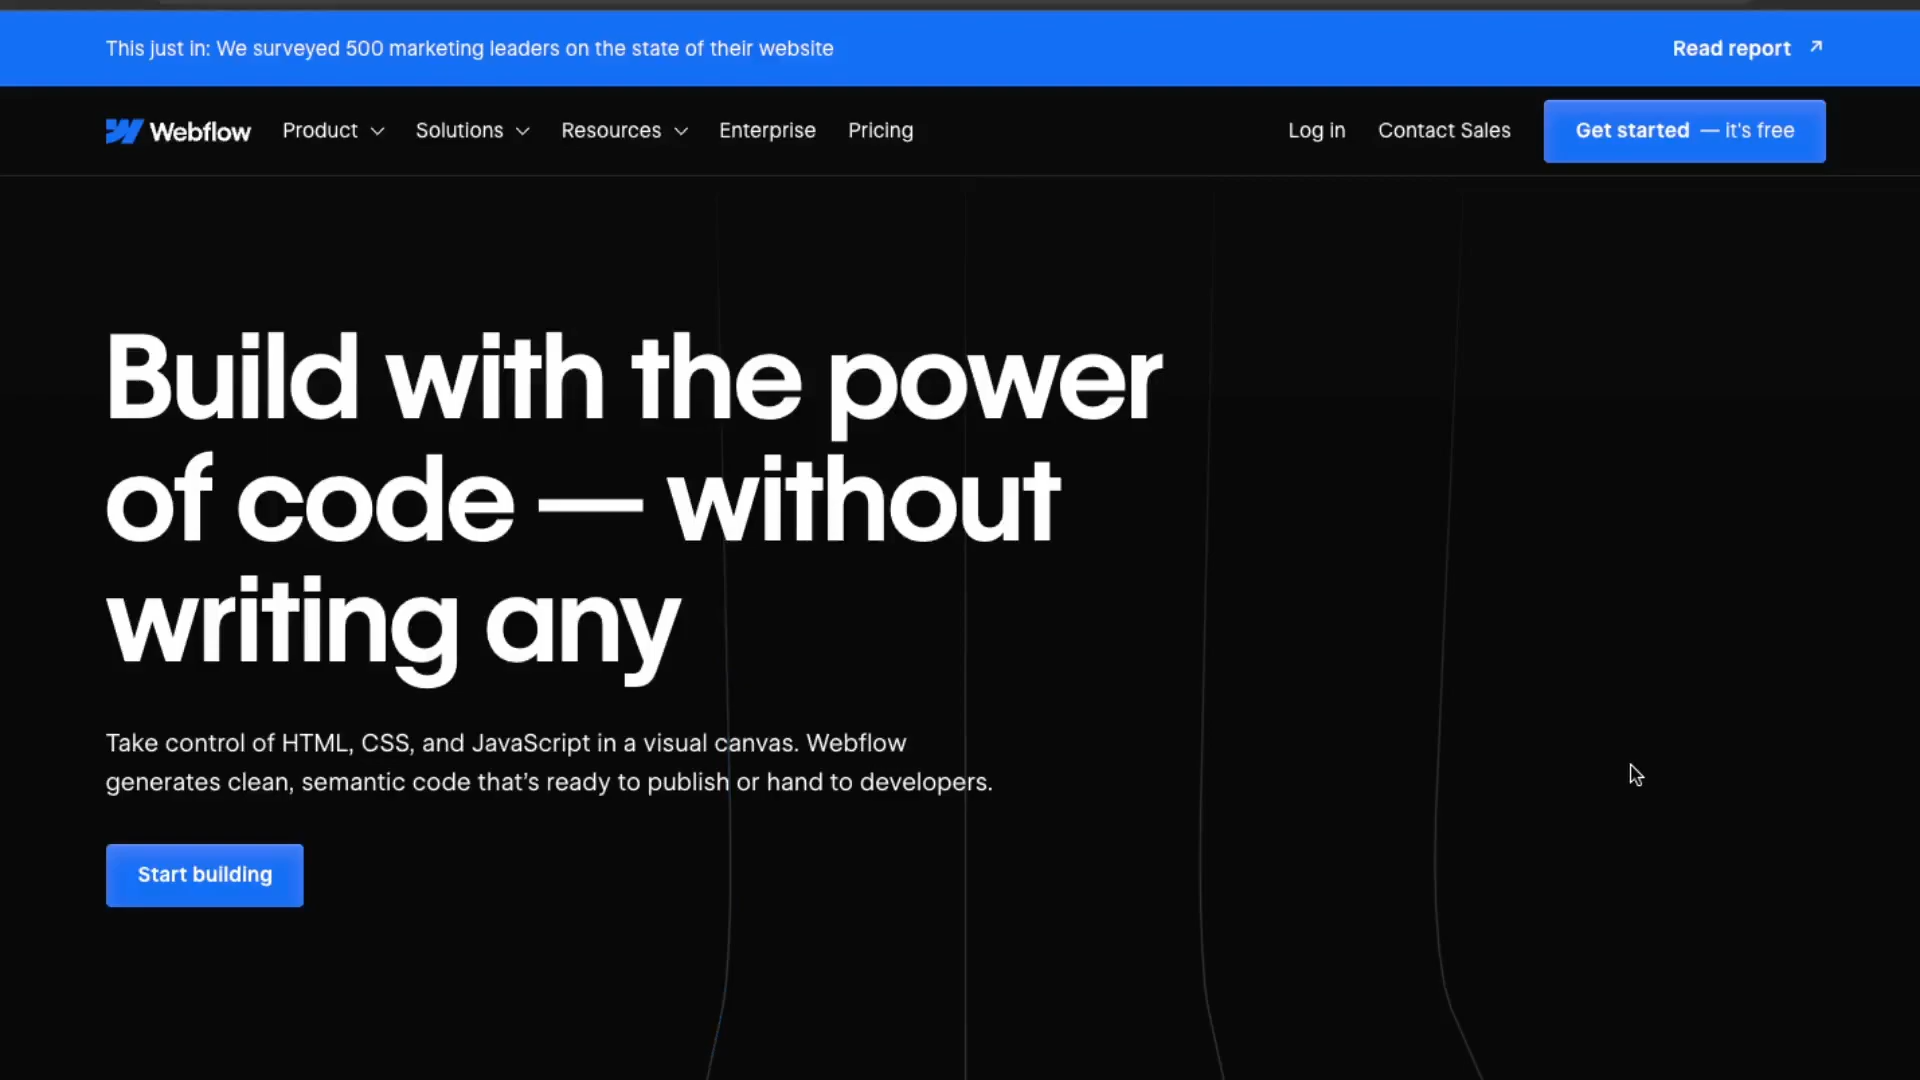 This just in: We surveyed 500 marketing leaders on the state of their website
Read report
Webflow
Product
Solutions
Resources
Enterprise
Pricing
Log in
Contact Sales
Get started — it's free
Build with the power
of code — without
writing any
Take control of HTML, CSS, and JavaScript in a visual canvas. Webflow
generates clean, semantic code that’s ready to publish or hand to developers.
Start building